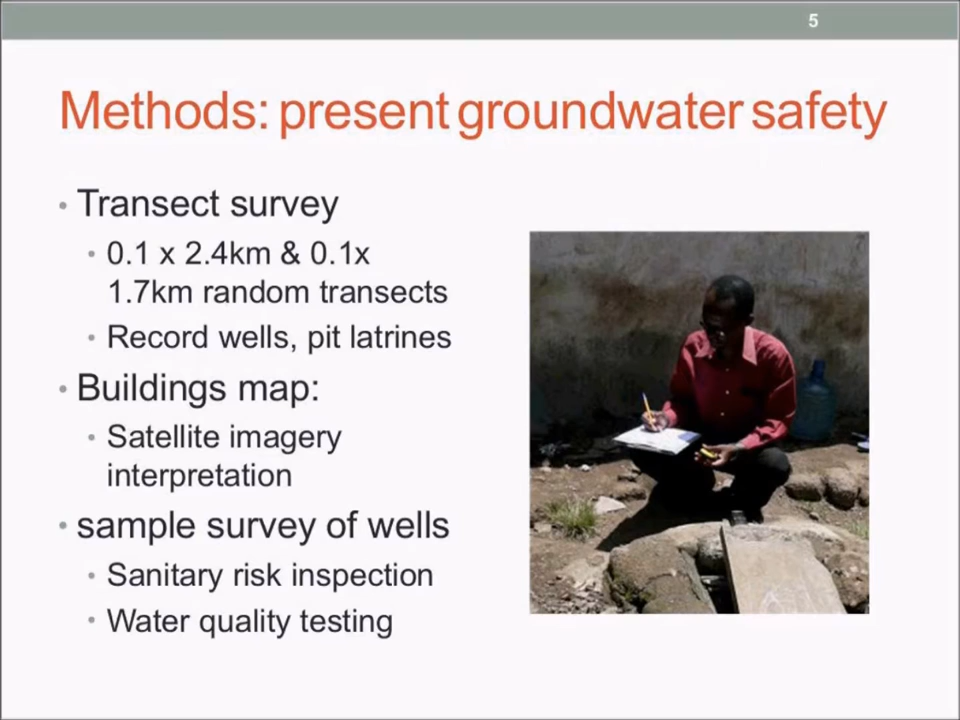 5
Methods: present groundwater safety
• Transect survey
• 0.1 x 2.4km & 0.1x
1.7km random transects
• Record wells, pit latrines
• Buildings map:
• Satellite imagery
interpretation
• sample survey of wells
• Sanitary risk inspection
• Water quality testing